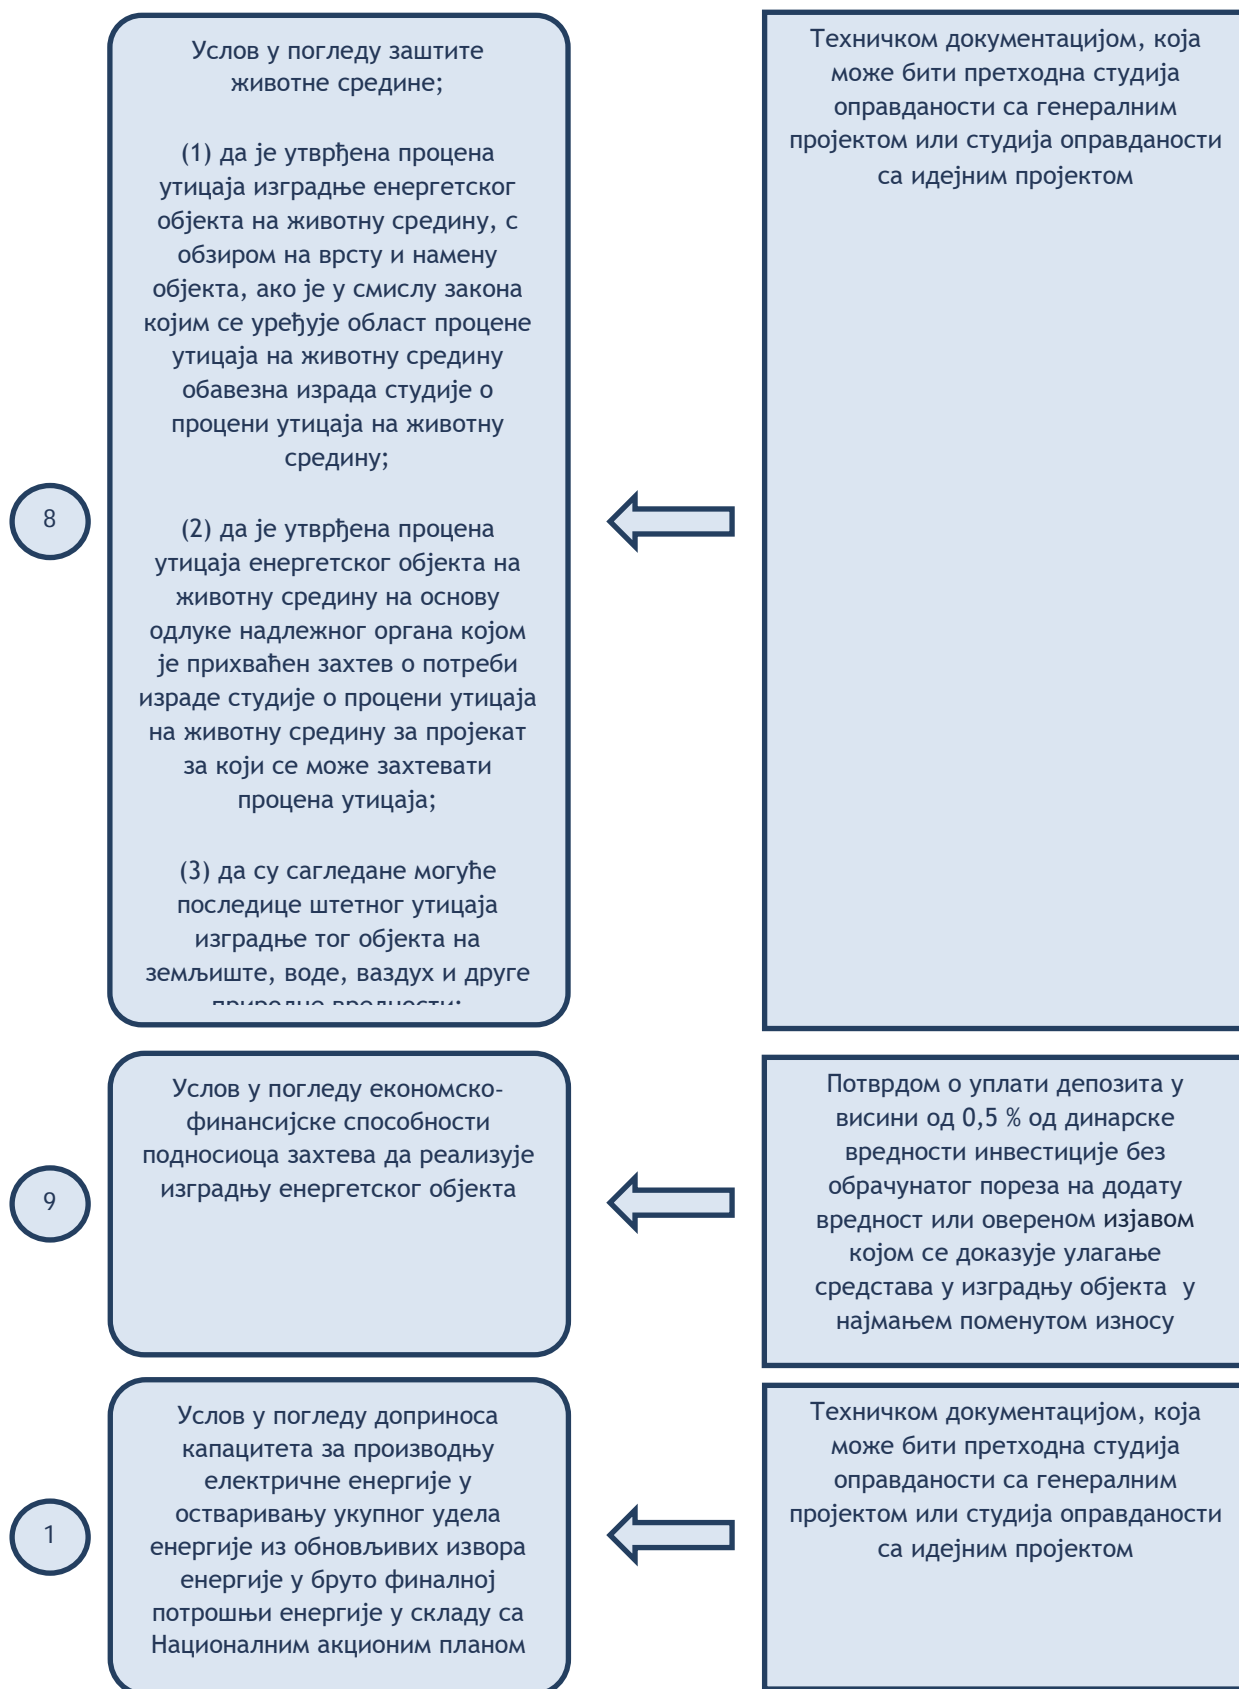 Услов у погледу заштите
животне средине;
(1) да је утврђена процена
утицаја изградње енергетског
објекта на животну средину, с
обзиром на врсту и намену
објекта, ако је у смислу закона
којим се уређује област процене
утицаја на животну средину
обавезна израда студије о
процени утицаја на животну
средину;
(2) да је утврђена процена
утицаја енергетског објекта на
животну средину на основу
одлуке надлежног органа којом
је прихваћен захтев о потреби
израде студије о процени утицаја
на животну средину за пројекат
за који се може захтевати
процена утицаја;
(3) да су сагледане могуће
последице штетног утицаја
изградње тог објекта на
земљиште, воде, ваздух и друге
природне вредности;
8
Техничком документацијом, која
може бити претходна студија
оправданости са генералним
пројектом или студија оправданости
са идејним пројектом
Услов у погледу економско-
финансијске способности
подносиоца захтева да реализује
изградњу енергетског објекта
9
Потврдом о уплати депозита у
висини од 0,5 % од динарске
вредности инвестиције без
обрачунатог пореза на додату
вредност или овереном изјавом
којом се доказује улагање
средстава у изградњу објекта у
најмањем поменутом износу
Услов у погледу доприноса
капацитета за производњу
електричне енергије у
остваривању укупног удела
енергије из обновљивих извора
енергије у бруто финалној
потрошњи енергије у складу са
Националним акционим планом
1
Техничком документацијом, која
може бити претходна студија
оправданости са генералним
пројектом или студија оправданости
са идејним пројектом